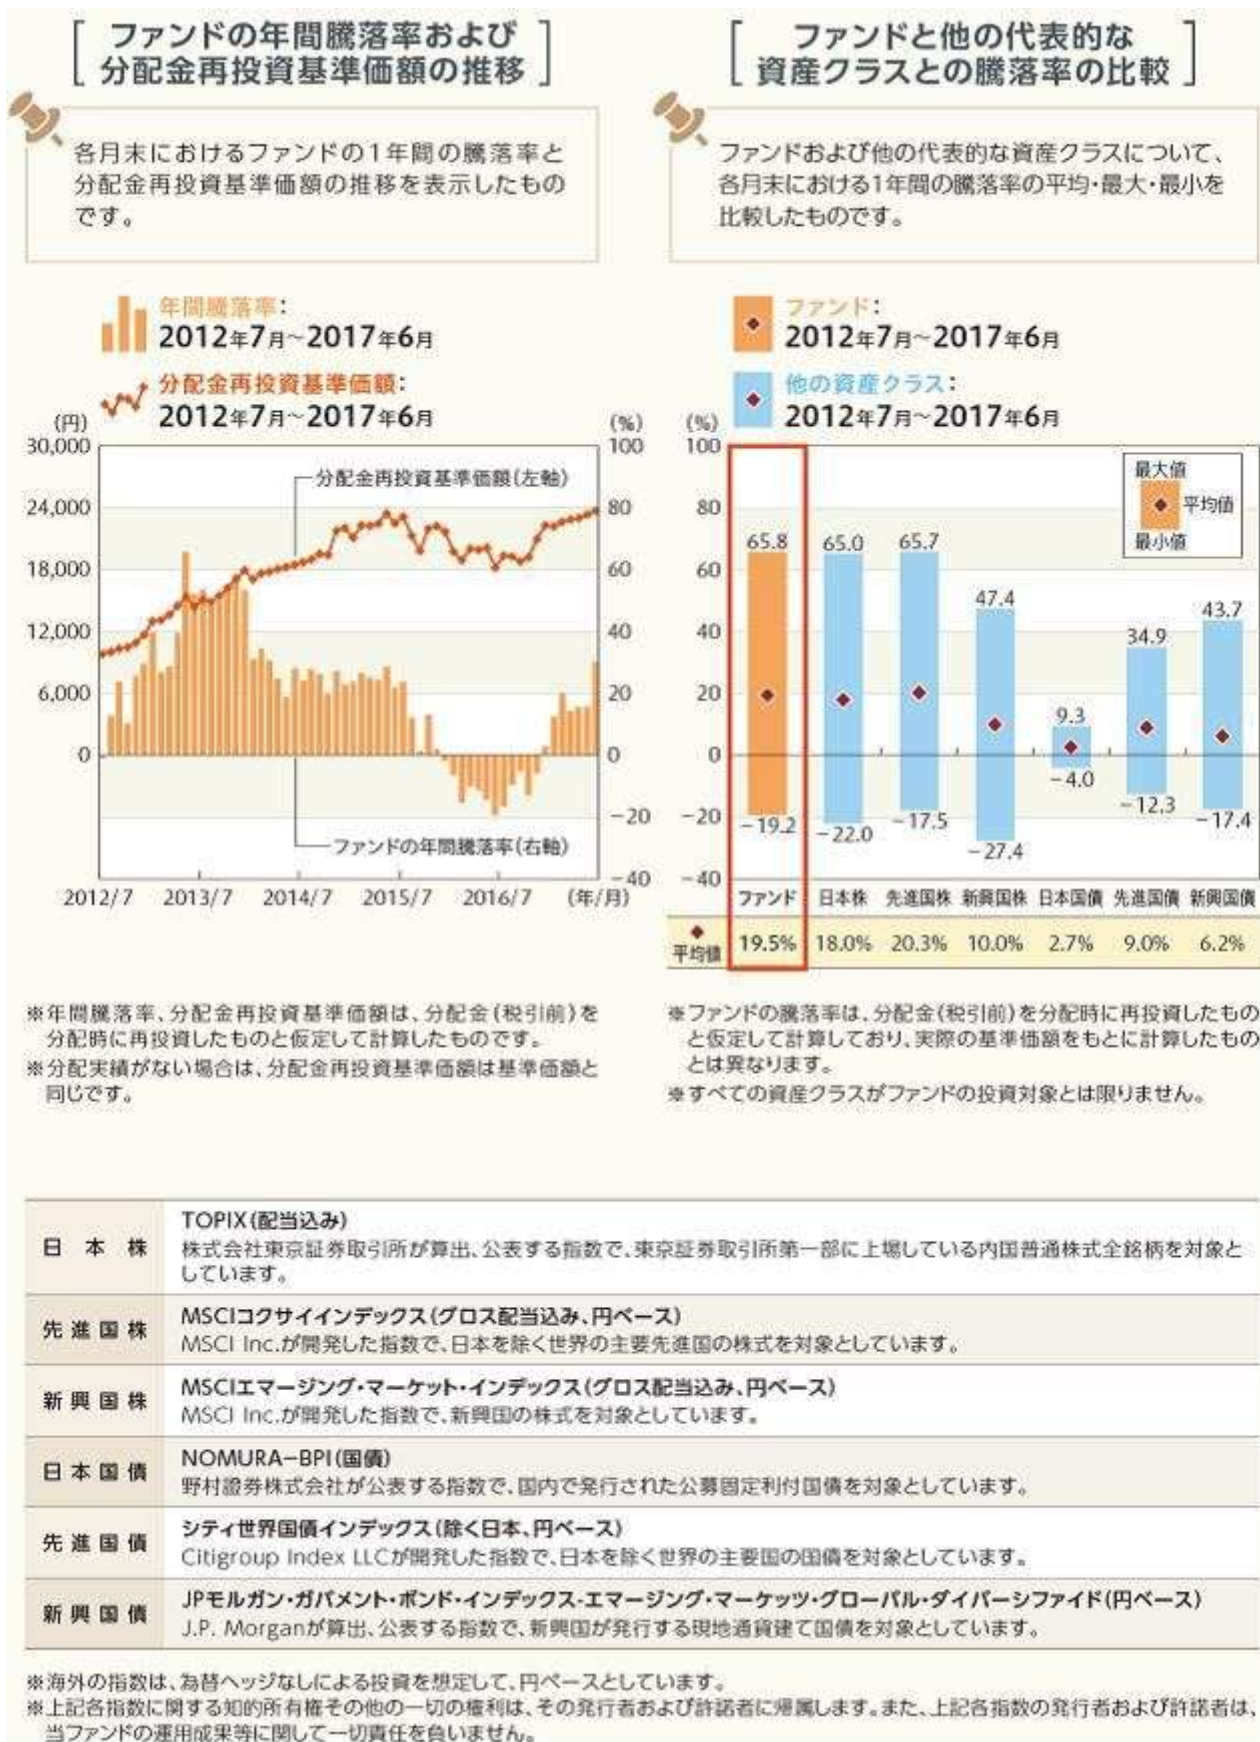 ファンドの年間騰落率および
分配金再投資基準価額の推移
各月末におけるファンドの1年間の騰落率と
分配金再投資基準価額の推移を表示したもの
です。
年間騰落率：
2012年7月〜2017年6月
分配金再投資基準価額：
2012年7月〜2017年6月
(円)
(%)
30,000
24,000
18,000
12,000
6,000
0
100
80
60
40
20
0
−20
−40
分配金再投資基準価額(左軸)
ファンドの年間騰落率(右軸)
2012/7 2013/7 2014/7 2015/7 2016/7 (年/月)
※年間騰落率、分配金再投資基準価額は、分配金(税引前)を
分配時に再投資したものと仮定して計算したものです。
※分配実績がない場合は、分配金再投資基準価額は基準価額と
同じです。
ファンドと他の代表的な
資産クラスとの騰落率の比較
ファンドおよび他の代表的な資産クラスについて、
各月末における1年間の騰落率の平均・最大・最小を
比較したものです。
ファンド：
2012年7月〜2017年6月
他の資産クラス：
2012年7月〜2017年6月
(%)
100
80
60
40
20
0
−20
−40
最大値
平均値
最小値
65.8 65.0 65.7 47.4 9.3 34.9 43.7
−19.2 −22.0 −17.5 −27.4 −4.0 −12.3 −17.4
ファンド 日本株 先進国株 新興国株 日本国債 先進国債 新興国債
平均値 19.5% 18.0% 20.3% 10.0% 2.7% 9.0% 6.2%
※ファンドの騰落率は、分配金(税引前)を分配時に再投資したもの
と仮定して計算しており、実際の基準価額をもとに計算したもの
とは異なります。
※すべての資産クラスがファンドの投資対象とは限りません。
日本株
TOPIX(配当込み)
株式会社東京証券取引所が算出、公表する指数で、東京証券取引所第一部に上場している内国普通株式全銘柄を対象と
しています。
先進国株
MSCIコクサイインデックス(グロス配当込み、円ベース)
MSCI Inc.が開発した指数で、日本を除く世界の主要先進国の株式を対象としています。
新興国株
MSCIエマージング・マーケット・インデックス(グロス配当込み、円ベース)
MSCI Inc.が開発した指数で、新興国の株式を対象としています。
日本国債
NOMURA−BPI(国債)
野村證券株式会社が公表する指数で、国内で発行された公募固定利付国債を対象としています。
先進国債
シティ世界国債インデックス(除く日本、円ベース)
Citigroup Index LLCが開発した指数で、日本を除く世界の主要国の国債を対象としています。
新興国債
JPモルガン・ガバメント・ボンド・インデックス-エマージング・マーケッツ・グローバル・ダイバーシファイド(円ベース)
J.P. Morganが算出、公表する指数で、新興国が発行する現地通貨建て国債を対象としています。
※海外の指数は、為替ヘッジなしによる投資を想定して、円ベースとしています。
※上記各指数に関する知的所有権その他の一切の権利は、その発行者および許諾者に帰属します。また、上記各指数の発行者および許諾者は、
当ファンドの運用成果等に関して一切責任を負いません。